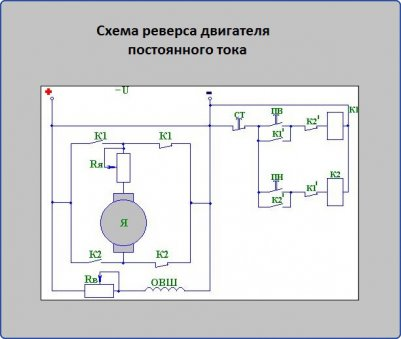 Схема реверса двигателя
постоянного тока
+ −U -
СТ ПВ К2' К1
К1'
К1 К1
Rя
ПН К1' К2
К2'
Я
К2 К2
Rв ОВШ